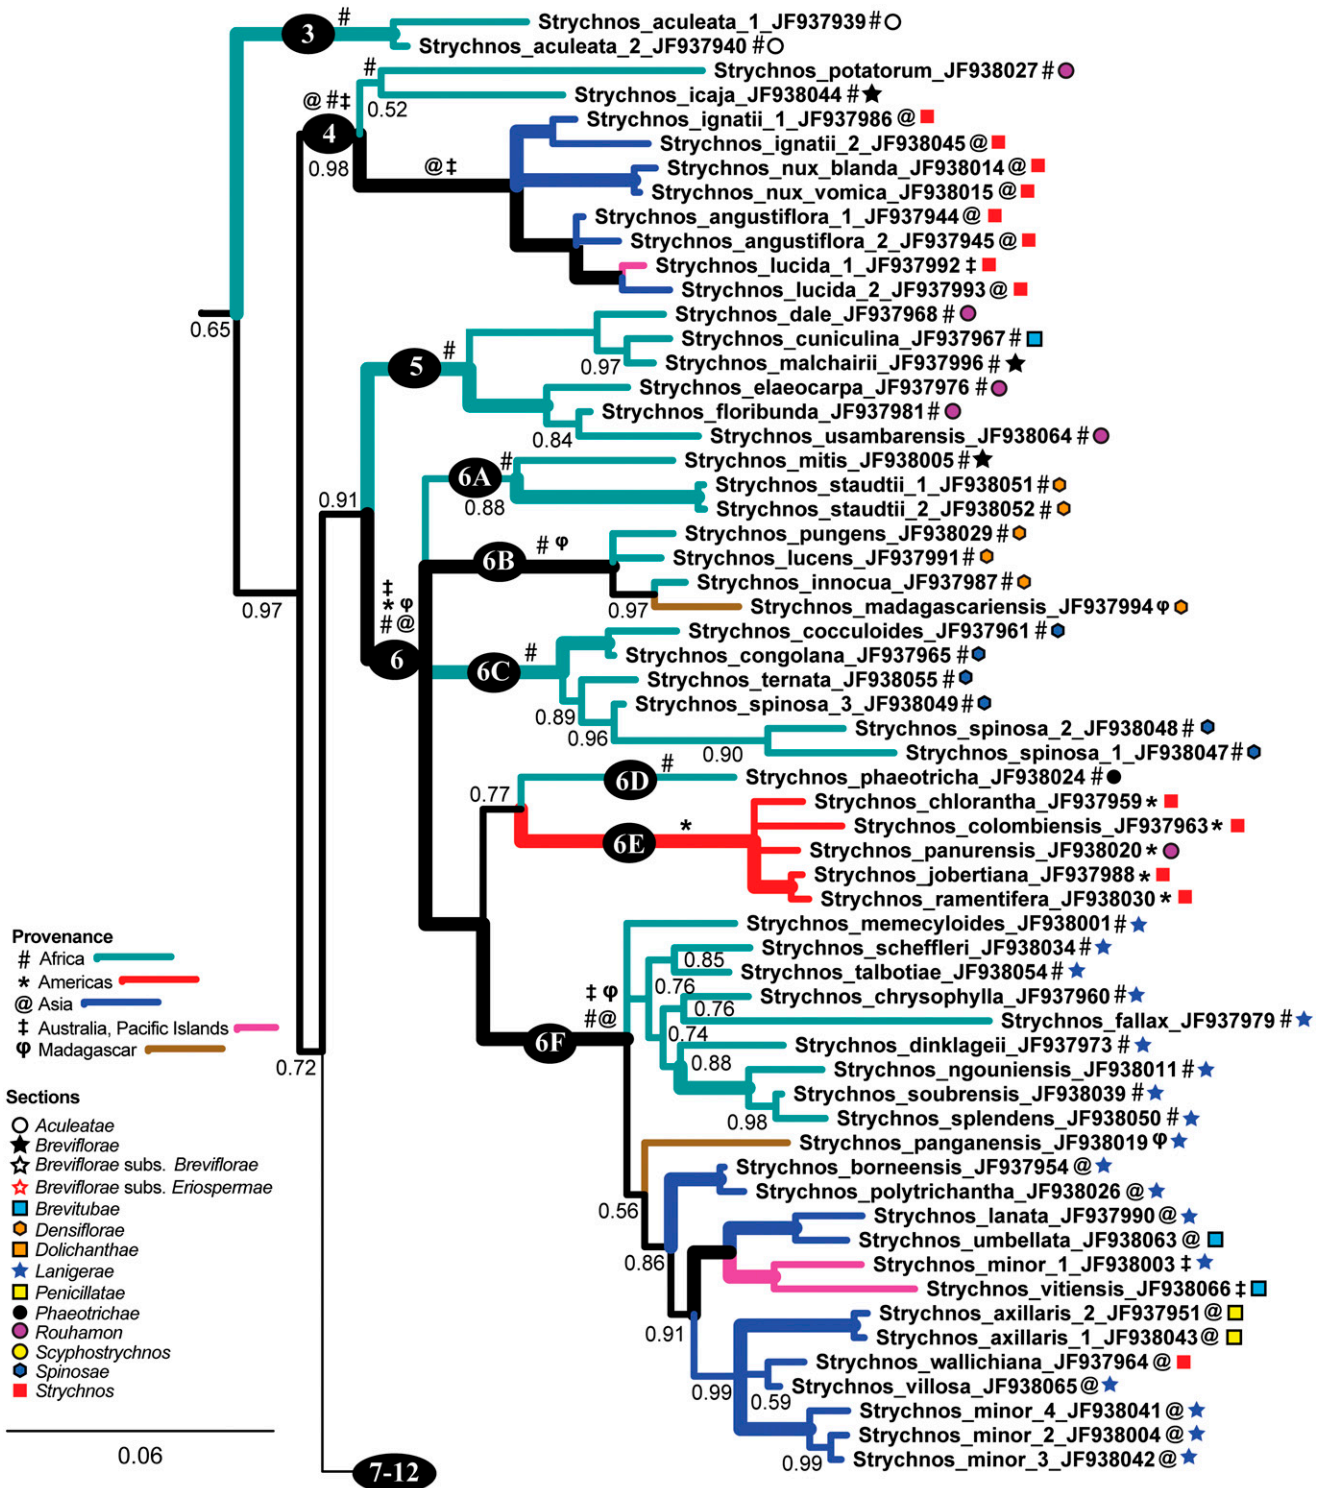 3 #
Strychnos_aculeata_1_JF937939 #
Strychnos_aculeata_2_JF937940 #
#
Strychnos_potatorum_JF938027 #
0.52
Strychnos_icaja_JF938044 #
@ # ‡
4
0.98
Strychnos_ignatii_1_JF937986 @
Strychnos_ignatii_2_JF938045 @
@ ‡
Strychnos_nux_blanda_JF938014 @
Strychnos_nux_vomica_JF938015 @
Strychnos_angustiflora_1_JF937944 @
Strychnos_angustiflora_2_JF937945 @
Strychnos_lucida_1_JF937992 ‡
Strychnos_lucida_2_JF937993 @
0.65
Strychnos_dale_JF937968 #
Strychnos_cuniculina_JF937967 #
5 #
0.97
Strychnos_malchairii_JF937996 #
Strychnos_elaeocarpa_JF937976 #
Strychnos_floribunda_JF937981 #
0.84
Strychnos_usambarensis_JF938064 #
Strychnos_mitis_JF938005 #
6A #
0.88
Strychnos_staudtii_1_JF938051 #
Strychnos_staudtii_2_JF938052 #
0.91
Strychnos_pungens_JF938029 #
6B # φ
Strychnos_lucens_JF937991 #
Strychnos_innocua_JF937987 #
0.97
Strychnos_madagascariensis_JF937994 φ
0.97
‡
* φ
# @
6
Strychnos_cocculoides_JF937961 #
Strychnos_congolana_JF937965 #
6C #
Strychnos_ternata_JF938055 #
Strychnos_spinosa_3_JF938049 #
0.89
0.96
Strychnos_spinosa_2_JF938048 #
0.90
Strychnos_spinosa_1_JF938047 #
6D #
Strychnos_phaeotricha_JF938024 #
0.77
Strychnos_chlorantha_JF937959 *
6E *
Strychnos_colombiensis_JF937963 *
Strychnos_panurensis_JF938020 *
Strychnos_jobertiana_JF937988 *
Strychnos_ramentifera_JF938030 *
Strychnos_memecyloides_JF938001 #
Strychnos_scheffleri_JF938034 #
0.85
Strychnos_talbotiae_JF938054 #
0.76
Strychnos_chrysophylla_JF937960 #
0.76
Strychnos_fallax_JF937979 #
0.74
‡ φ
# @
6F
Strychnos_dinklageii_JF937973 #
0.88
Strychnos_ngouniensis_JF938011 #
Strychnos_soubrensis_JF938039 #
0.98
Strychnos_splendens_JF938050 #
Strychnos_panganensis_JF938019 φ
Strychnos_borneensis_JF937954 @
Strychnos_polytrichantha_JF938026 @
0.56
Strychnos_lanata_JF937990 @
Strychnos_umbellata_JF938063 @
0.86
Strychnos_minor_1_JF938003 ‡
Strychnos_vitiensis_JF938066 ‡
0.91
Strychnos_axillaris_2_JF937951 @
Strychnos_axillaris_1_JF938043 @
Strychnos_wallichiana_JF937964 @
0.99
0.59
Strychnos_villosa_JF938065 @
Strychnos_minor_4_JF938041 @
Strychnos_minor_2_JF938004 @
0.99
Strychnos_minor_3_JF938042 @
0.72
7-12
Provenance
# Africa
* Americas
@ Asia
‡ Australia, Pacific Islands
φ Madagascar
Sections
Aculeatae
Breviflorae
Breviflorae subs. Breviflorae
Breviflorae subs. Eriospermae
Brevitubae
Densiflorae
Dolichanthae
Lanigerae
Penicillatae
Phaeotrichae
Rouhamon
Scyphostrychnos
Spinosae
Strychnos
0.06